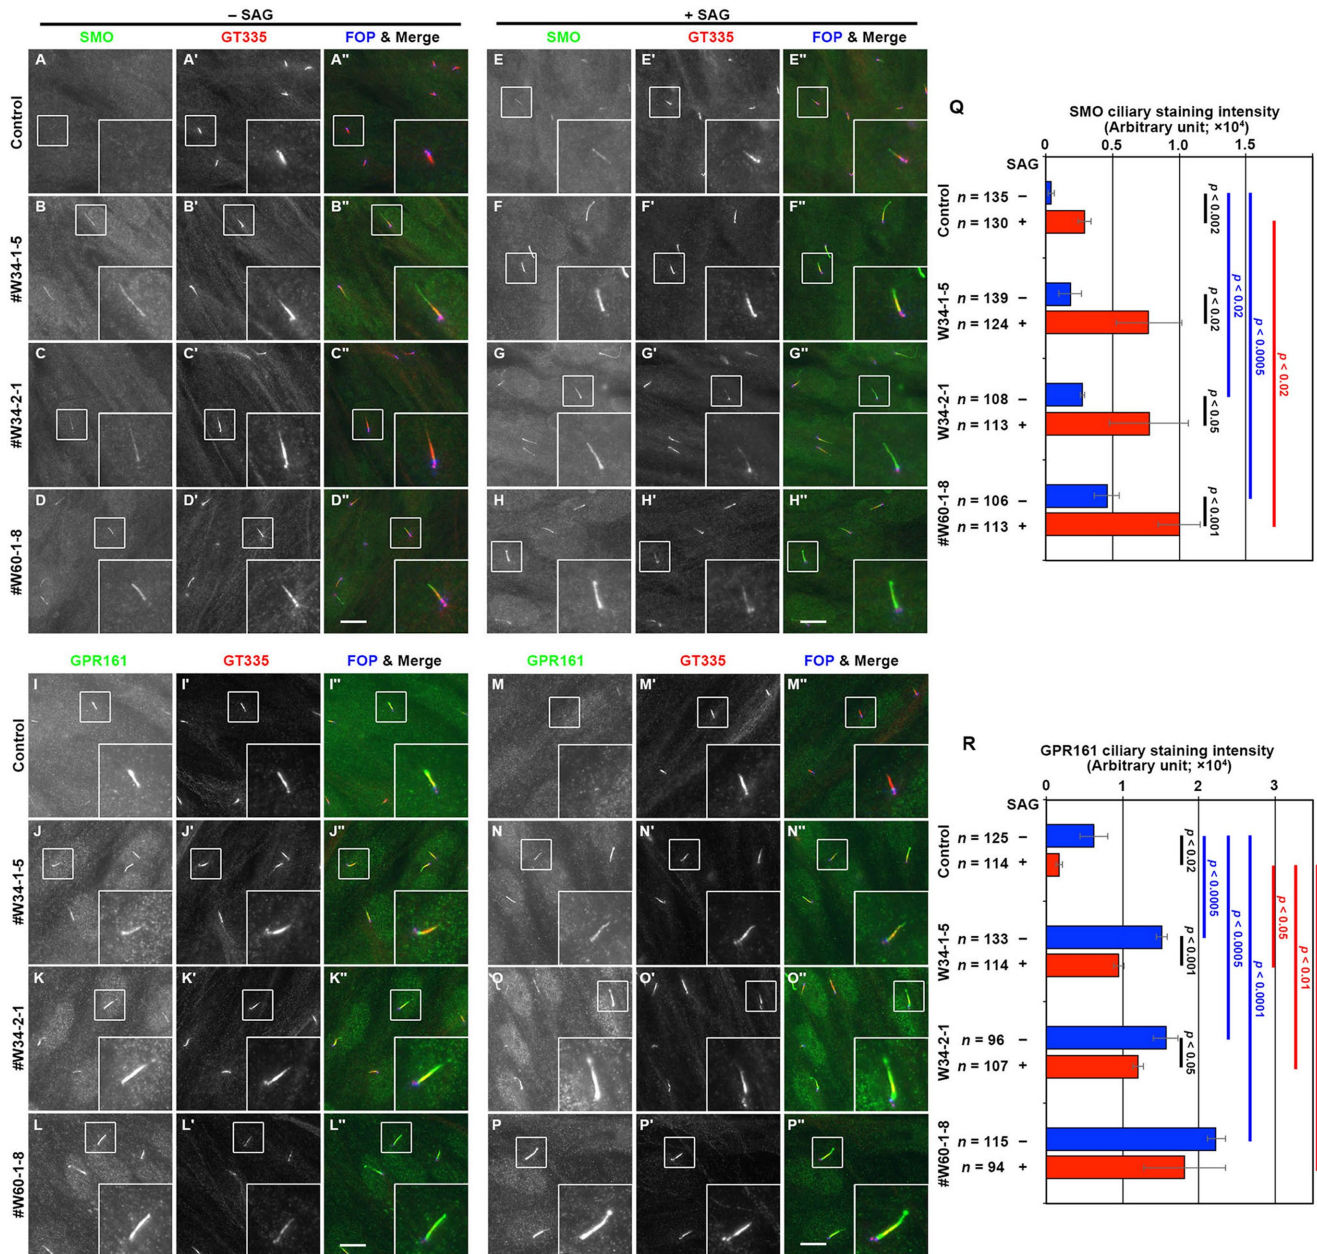 – SAG
+ SAG
SMO GT335 FOP & Merge
SMO GT335 FOP & Merge
Control
A A' A"
E E' E"
#W34-1-5
B B' B"
F F' F"
#W34-2-1
C C' C"
G G' G"
#W60-1-8
D D' D"
H H' H"
GPR161 GT335 FOP & Merge
GPR161 GT335 FOP & Merge
Control
I I' I"
M M' M"
#W34-1-5
J J' J"
N N' N"
#W34-2-1
K K' K"
O O' O"
#W60-1-8
L L' L"
P P' P"
Q
SMO ciliary staining intensity
(Arbitrary unit; ×10⁴)
0 0.5 1.0 1.5
SAG
Control
n = 135 –
n = 130 +
p < 0.002
W34-1-5
n = 139 –
n = 124 +
p < 0.02
W34-2-1
n = 108 –
n = 113 +
p < 0.05
#W60-1-8
n = 106 –
n = 113 +
p < 0.001
p < 0.02
p < 0.0005
p < 0.02
R
GPR161 ciliary staining intensity
(Arbitrary unit; ×10⁴)
0 1 2 3
SAG
Control
n = 125 –
n = 114 +
p < 0.02
W34-1-5
n = 133 –
n = 114 +
p < 0.001
W34-2-1
n = 96 –
n = 107 +
p < 0.05
#W60-1-8
n = 115 –
n = 94 +
p < 0.0005
p < 0.0005
p < 0.0001
p < 0.05
p < 0.01